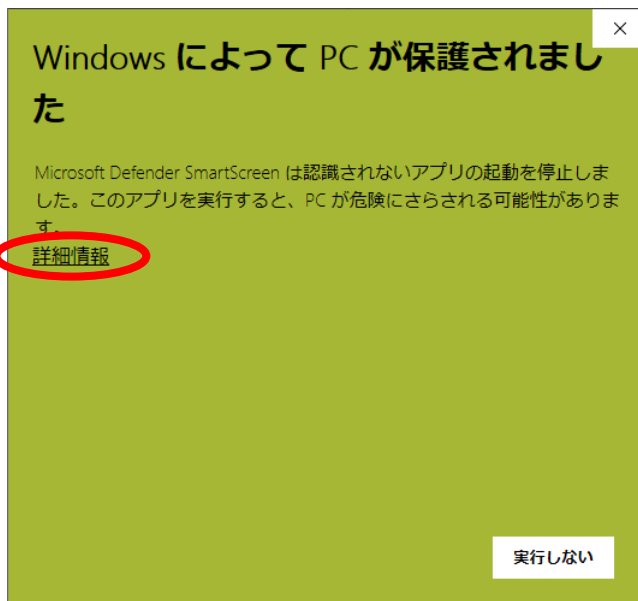 Windows によって PC が保護されまし
た
Microsoft Defender SmartScreen は認識されないアプリの起動を停止しま
した。このアプリを実行すると、PC が危険にさらされる可能性がありま
す。
詳細情報
実行しない